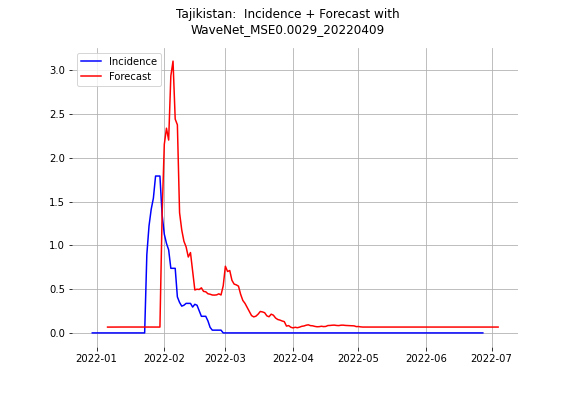 Tajikistan:  Incidence + Forecast with
WaveNet_MSE0.0029_20220409
Incidence
Forecast
3.0
2.5
2.0
1.5
1.0
0.5
0.0
2022-01 2022-02 2022-03 2022-04 2022-05 2022-06 2022-07